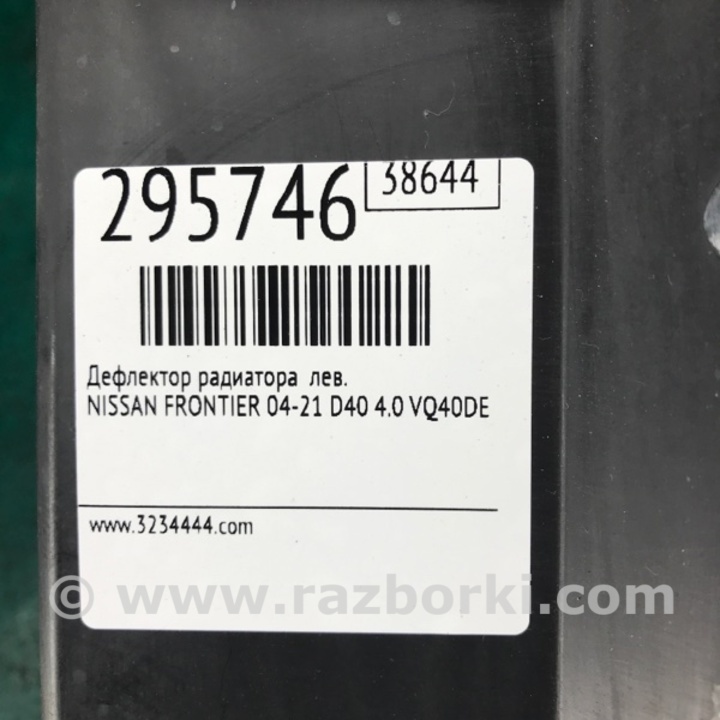 295746
38644
Дефлектор радиатора лев.
NISSAN FRONTIER 04-21 D40 4.0 VQ40DE
www.3234444.com
© www.razborki.com